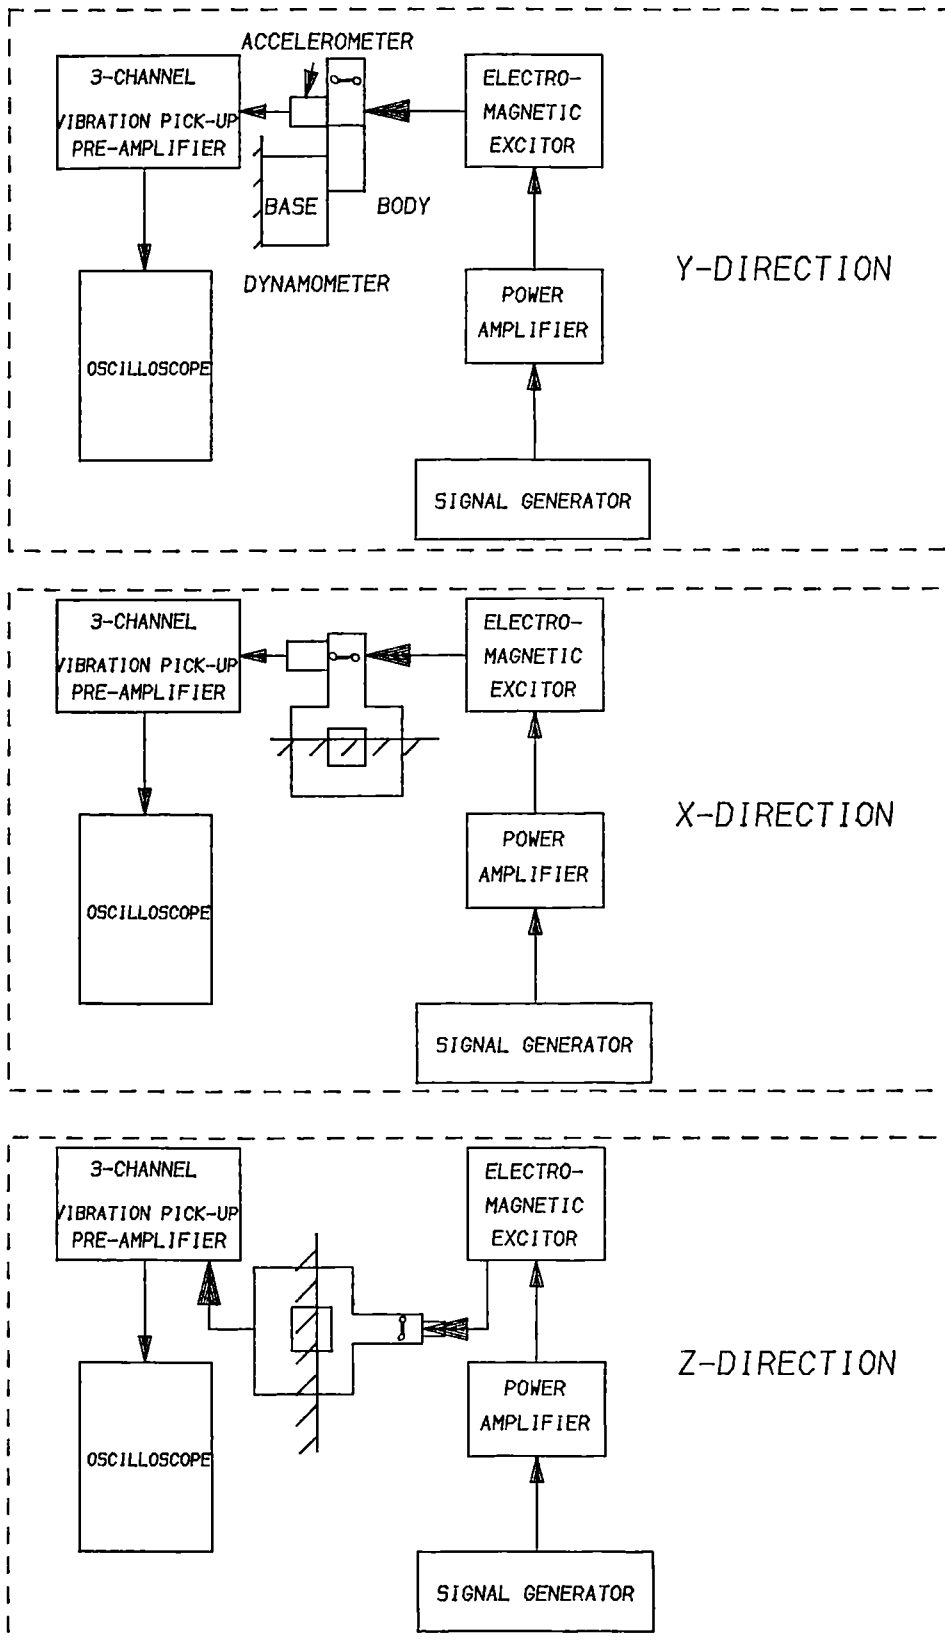 ACCELEROMETER
3-CHANNEL
VIBRATION PICK-UP
PRE-AMPLIFIER
ELECTRO-
MAGNETIC
EXCITOR
BASE
BODY
DYNAMOMETER
Y-DIRECTION
POWER
AMPLIFIER
OSCILLOSCOPE
SIGNAL GENERATOR
3-CHANNEL
VIBRATION PICK-UP
PRE-AMPLIFIER
ELECTRO-
MAGNETIC
EXCITOR
X-DIRECTION
POWER
AMPLIFIER
OSCILLOSCOPE
SIGNAL GENERATOR
3-CHANNEL
VIBRATION PICK-UP
PRE-AMPLIFIER
ELECTRO-
MAGNETIC
EXCITOR
Z-DIRECTION
POWER
AMPLIFIER
OSCILLOSCOPE
SIGNAL GENERATOR